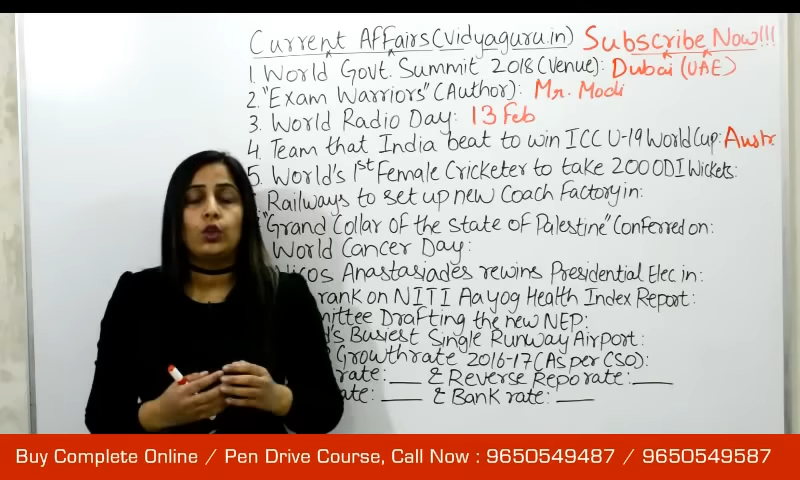 Current Affairs (vidyaguru.in) Subscribe Now!!!
1. World Govt. Summit 2018 (Venue): Dubai (UAE)
2. "Exam Warriors" (Author): Mr. Modi
3. World Radio Day: 13 Feb
4. Team that India beat to win ICC U-19 World Cup: Austr.
5. World's 1st Female Cricketer to take 200 ODI Wickets:
Railways to set up new Coach Factory in:
"Grand Collar of the state of Palestine" Conferred on:
World Cancer Day:
Nicos Anastasiades rewins Presidential Elec in:
rank on NITI Aayog Health Index Report:
mittee Drafting the new NEP:
d's Busiest Single Runway Airport:
Growth rate 2016-17 (As per CSO):
rate: ___ & Reverse Repo rate: ___
ate: ___ & Bank rate: ___
Buy Complete Online / Pen Drive Course, Call Now : 9650549487 / 9650549587